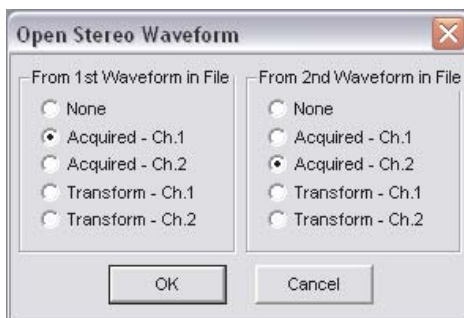 Open Stereo Waveform
From 1st Waveform in File
None
Acquired - Ch.1
Acquired - Ch.2
Transform - Ch.1
Transform - Ch.2
From 2nd Waveform in File
None
Acquired - Ch.1
Acquired - Ch.2
Transform - Ch.1
Transform - Ch.2
OK
Cancel